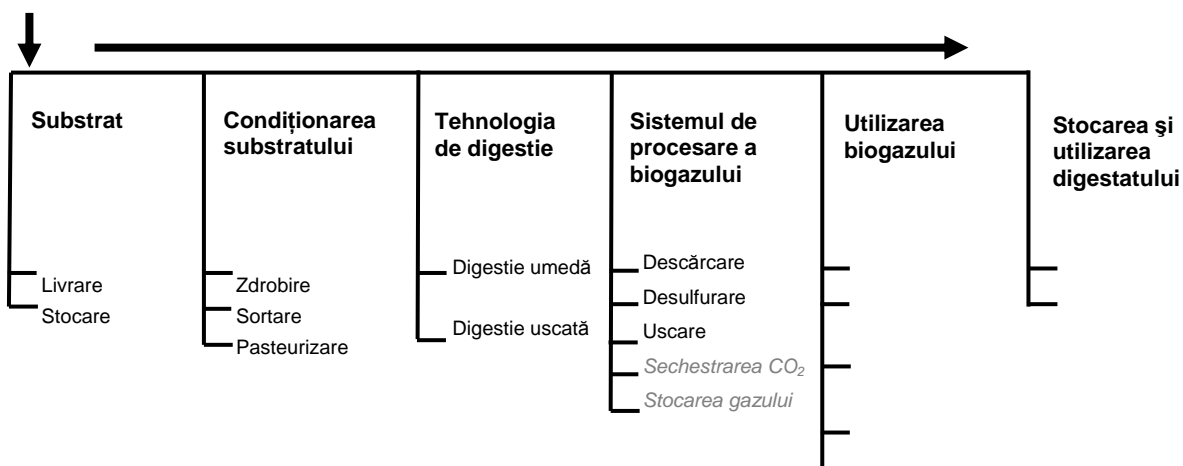 Substrat
Condiționarea
substratului
Tehnologia
de digestie
Sistemul de
procesare a
biogazului
Utilizarea
biogazului
Stocarea şi
utilizarea
digestatului
Livrare
Stocare
Zdrobire
Sortare
Pasteurizare
Digestie umedă
Digestie uscată
Descărcare
Desulfurare
Uscare
Sechestrarea CO₂
Stocarea gazului